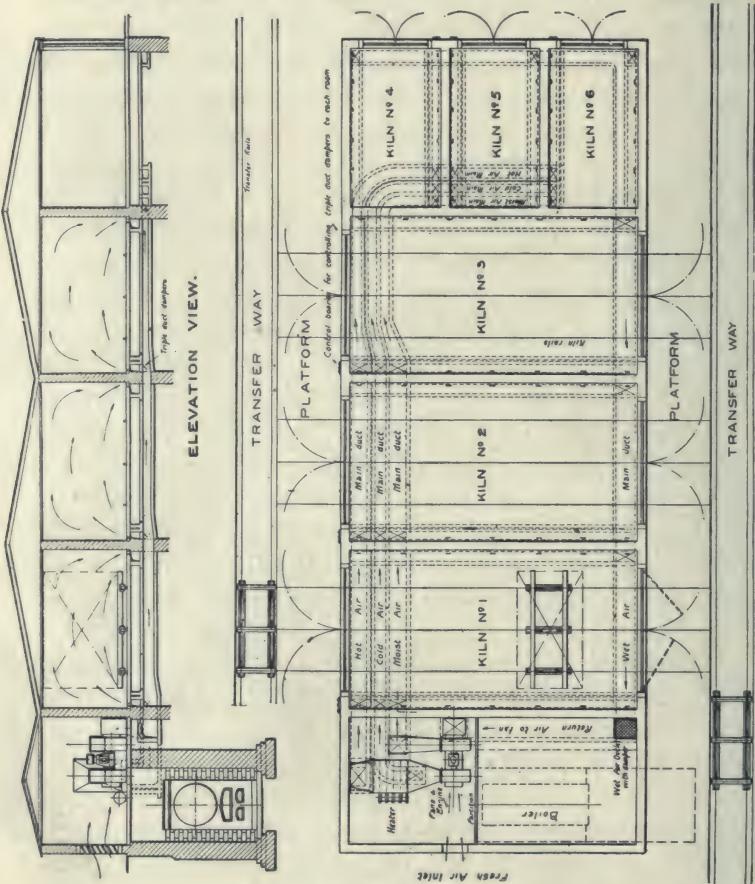 ELEVATION VIEW.
Triple duct dampers
TRANSFER WAY
Transfer Rails
PLATFORM
Control boards for controlling triple duct dampers to each room
KILN Nº 4
KILN Nº 5
KILN Nº 6
Hot Air Main
Cold Air Main
Moist Air Main
KILN Nº 3
Kiln rails
KILN Nº 2
Main duct
Main duct
Main duct
Main duct
KILN Nº 1
Hot Air
Cold Air
Moist Air
Wet Air
Return Air to fan
Heater
Fans & Engine
Partition
Boiler
Wet Air Outlet with damper
Fresh Air Inlet
PLATFORM
TRANSFER WAY